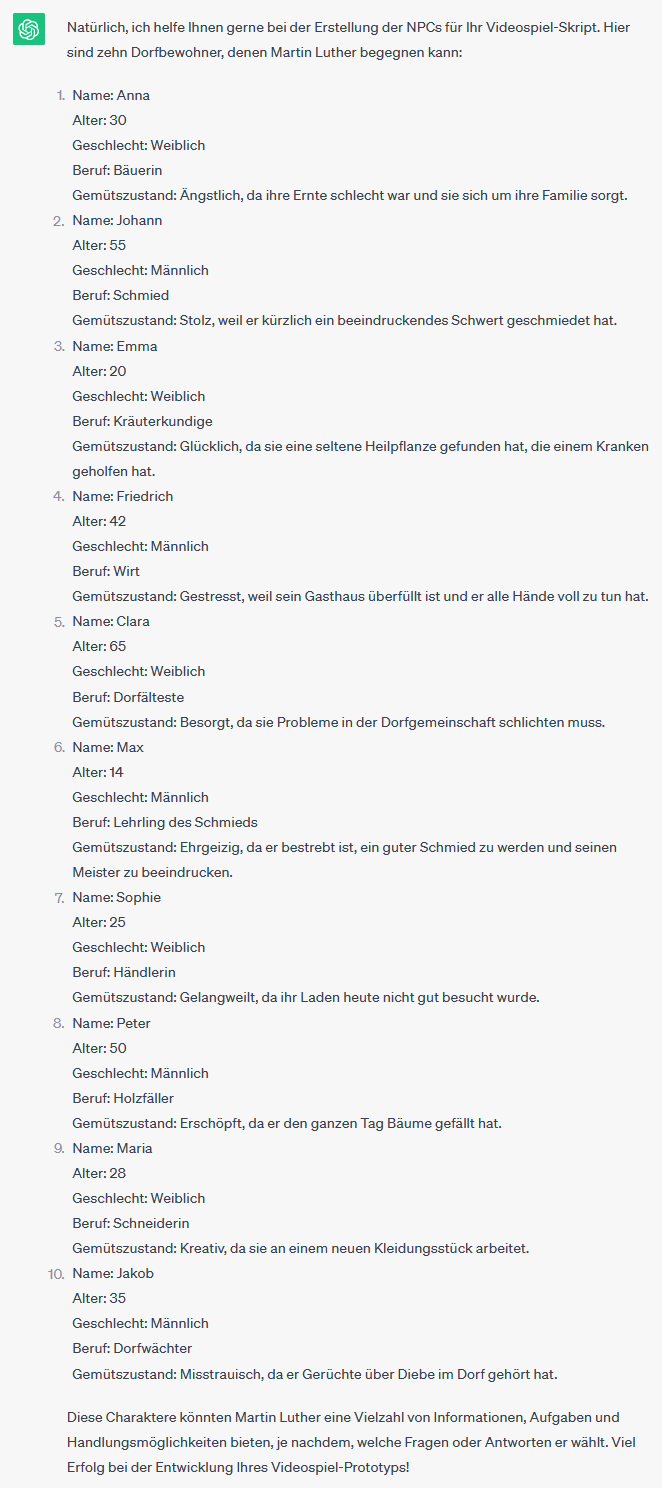 Natürlich, ich helfe Ihnen gerne bei der Erstellung der NPCs für Ihr Videospiel-Skript. Hier
sind zehn Dorfbewohner, denen Martin Luther begegnen kann:
1. Name: Anna
Alter: 30
Geschlecht: Weiblich
Beruf: Bäuerin
Gemütszustand: Ängstlich, da ihre Ernte schlecht war und sie sich um ihre Familie sorgt.
2. Name: Johann
Alter: 55
Geschlecht: Männlich
Beruf: Schmied
Gemütszustand: Stolz, weil er kürzlich ein beeindruckendes Schwert geschmiedet hat.
3. Name: Emma
Alter: 20
Geschlecht: Weiblich
Beruf: Kräuterkundige
Gemütszustand: Glücklich, da sie eine seltene Heilpflanze gefunden hat, die einem Kranken
geholfen hat.
4. Name: Friedrich
Alter: 42
Geschlecht: Männlich
Beruf: Wirt
Gemütszustand: Gestresst, weil sein Gasthaus überfüllt ist und er alle Hände voll zu tun hat.
5. Name: Clara
Alter: 65
Geschlecht: Weiblich
Beruf: Dorfälteste
Gemütszustand: Besorgt, da sie Probleme in der Dorfgemeinschaft schlichten muss.
6. Name: Max
Alter: 14
Geschlecht: Männlich
Beruf: Lehrling des Schmieds
Gemütszustand: Ehrgeizig, da er bestrebt ist, ein guter Schmied zu werden und seinen
Meister zu beeindrucken.
7. Name: Sophie
Alter: 25
Geschlecht: Weiblich
Beruf: Händlerin
Gemütszustand: Gelangweilt, da ihr Laden heute nicht gut besucht wurde.
8. Name: Peter
Alter: 50
Geschlecht: Männlich
Beruf: Holzfäller
Gemütszustand: Erschöpft, da er den ganzen Tag Bäume gefällt hat.
9. Name: Maria
Alter: 28
Geschlecht: Weiblich
Beruf: Schneiderin
Gemütszustand: Kreativ, da sie an einem neuen Kleidungsstück arbeitet.
10. Name: Jakob
Alter: 35
Geschlecht: Männlich
Beruf: Dorfwächter
Gemütszustand: Misstrauisch, da er Gerüchte über Diebe im Dorf gehört hat.
Diese Charaktere könnten Martin Luther eine Vielzahl von Informationen, Aufgaben und
Handlungsmöglichkeiten bieten, je nachdem, welche Fragen oder Antworten er wählt. Viel
Erfolg bei der Entwicklung Ihres Videospiel-Prototyps!